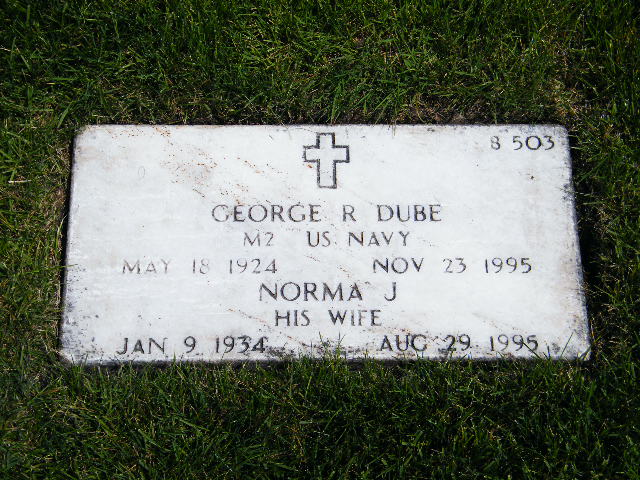 8 503
GEORGE R DUBE
M2 US NAVY
MAY 18 1924 NOV 23 1995
NORMA J
HIS WIFE
JAN 9 1934 AUG 29 1995